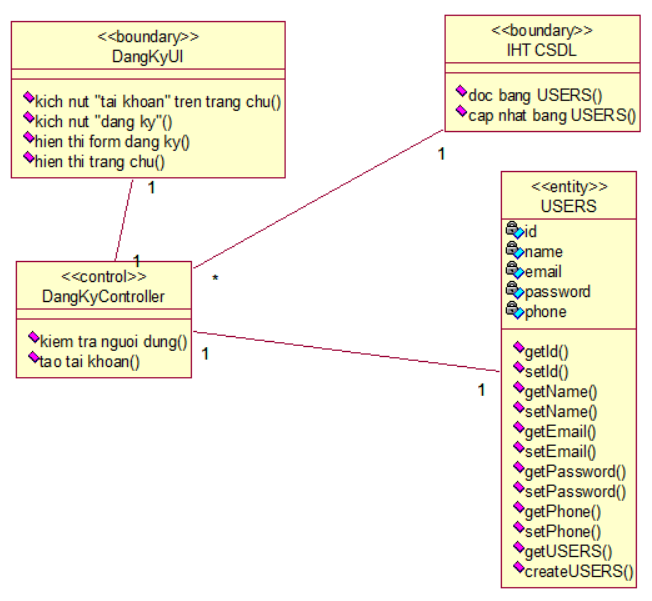 <<boundary>>
DangKyUI
kich nut "tai khoan" tren trang chu()
kich nut "dang ky"()
hien thi form dang ky()
hien thi trang chu()
1
1
<<control>>
DangKyController
kiem tra nguoi dung()
tao tai khoan()
*
1
<<boundary>>
IHT CSDL
doc bang USERS()
cap nhat bang USERS()
1
<<entity>>
USERS
id
name
email
password
phone
getId()
setId()
getName()
setName()
getEmail()
setEmail()
getPassword()
setPassword()
getPhone()
setPhone()
getUSERS()
createUSERS()
1